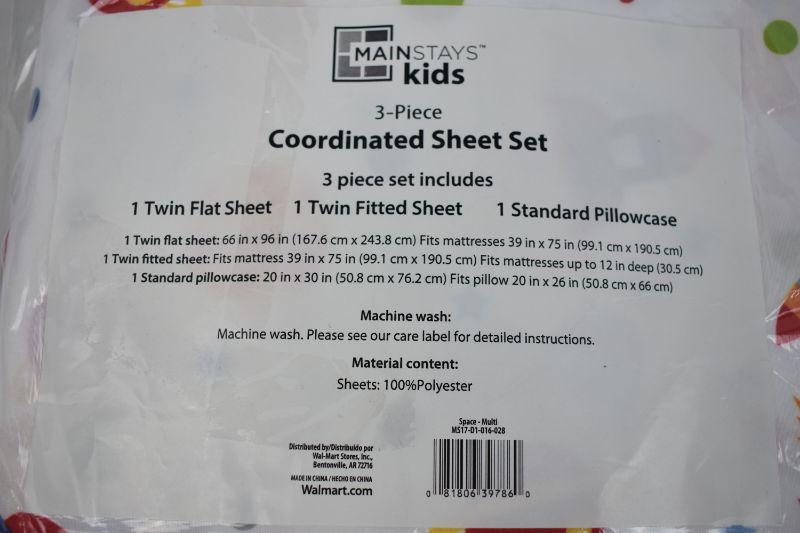 MAINSTAYS™
kids
3-Piece
Coordinated Sheet Set
3 piece set includes
1 Twin Flat Sheet 1 Twin Fitted Sheet 1 Standard Pillowcase
1 Twin flat sheet: 66 in x 96 in (167.6 cm x 243.8 cm) Fits mattresses 39 in x 75 in (99.1 cm x 190.5 cm)
1 Twin fitted sheet: Fits mattress 39 in x 75 in (99.1 cm x 190.5 cm) Fits mattresses up to 12 in deep (30.5 cm)
1 Standard pillowcase: 20 in x 30 in (50.8 cm x 76.2 cm) Fits pillow 20 in x 26 in (50.8 cm x 66 cm)
Machine wash:
Machine wash. Please see our care label for detailed instructions.
Material content:
Sheets: 100%Polyester
Distributed by/Distribuido por
Wal-Mart Stores, Inc.,
Bentonville, AR 72716
MADE IN CHINA / HECHO EN CHINA
Walmart.com
Space - Multi
MS17-D1-016-028
0 81806 39786 0